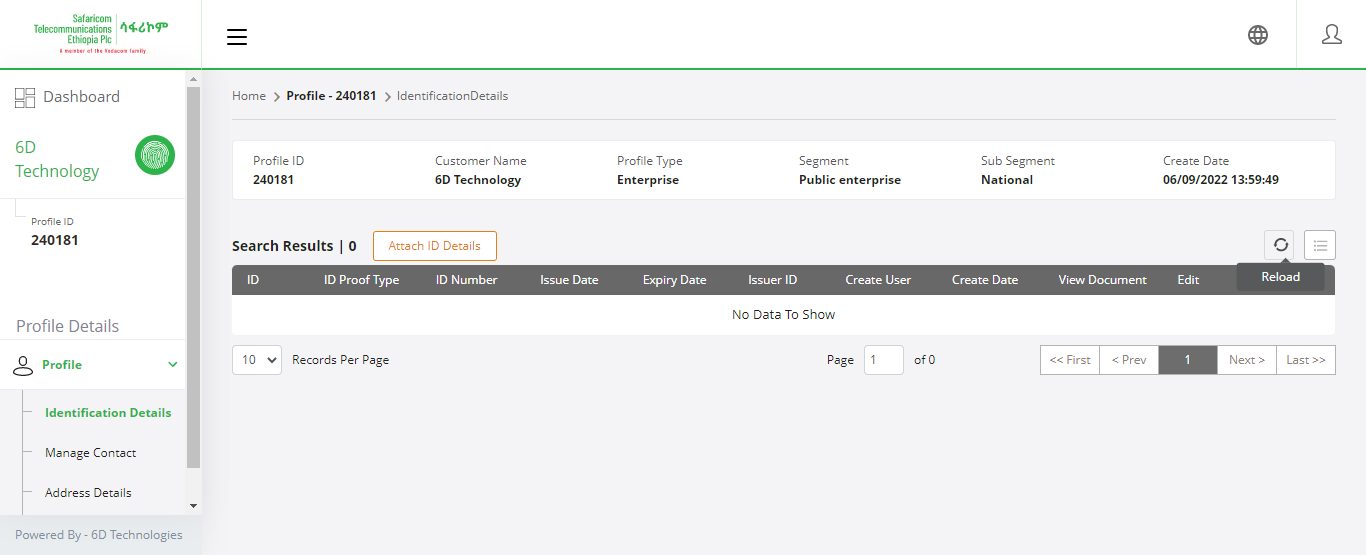 Safaricom
Telecommunications
Ethiopia Plc
ሳፋሪኮም
A member of the Vodacom family
Dashboard
6D
Technology
Profile ID
240181
Profile Details
Profile
Identification Details
Manage Contact
Address Details
Powered By - 6D Technologies
Home > Profile - 240181 > IdentificationDetails
Profile ID Customer Name Profile Type Segment Sub Segment Create Date
240181 6D Technology Enterprise Public enterprise National 06/09/2022 13:59:49
Search Results | 0 Attach ID Details
Reload
ID ID Proof Type ID Number Issue Date Expiry Date Issuer ID Create User Create Date View Document Edit
No Data To Show
10 Records Per Page Page 1 of 0 << First < Prev 1 Next > Last >>